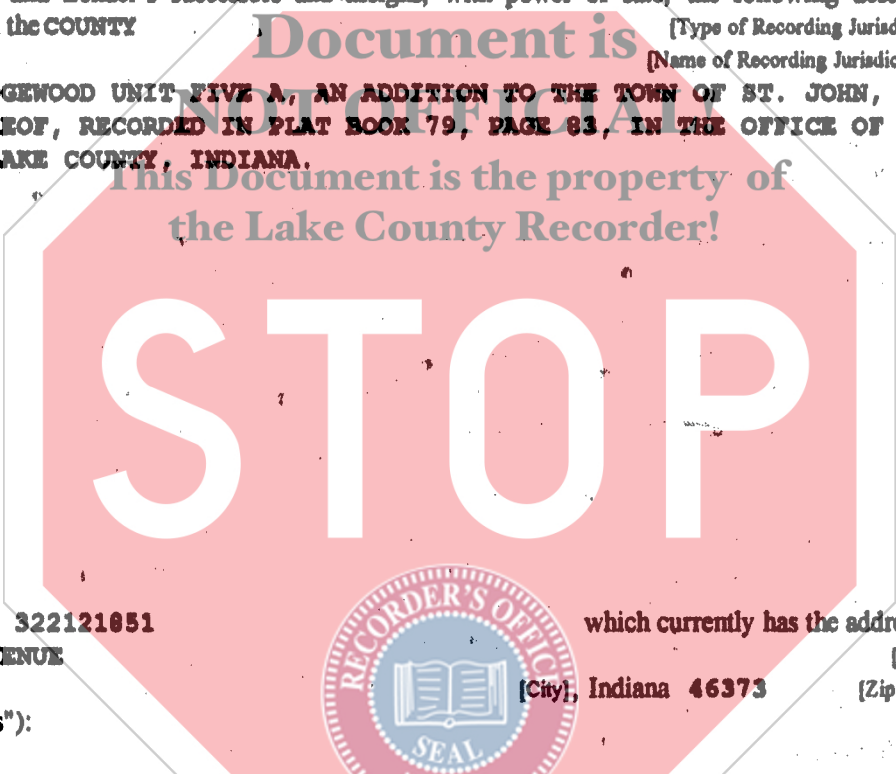 the COUNTY [Type of Recording Jurisd
[Name of Recording Jurisdic
Document is
GEWOOD UNIT FIVE A, AN ADDITION TO THE TOWN OF ST. JOHN,
NOT OFFICIAL
EOF, RECORDED IN PLAT BOOK 79, PAGE 83, IN THE OFFICE OF
AKE COUNTY, INDIANA.
This Document is the property of
the Lake County Recorder!
STOP
322121851 which currently has the addre
ENUE
[City], Indiana 46373 [Zip
s"):
RECORDER'S OFFICE
SEAL